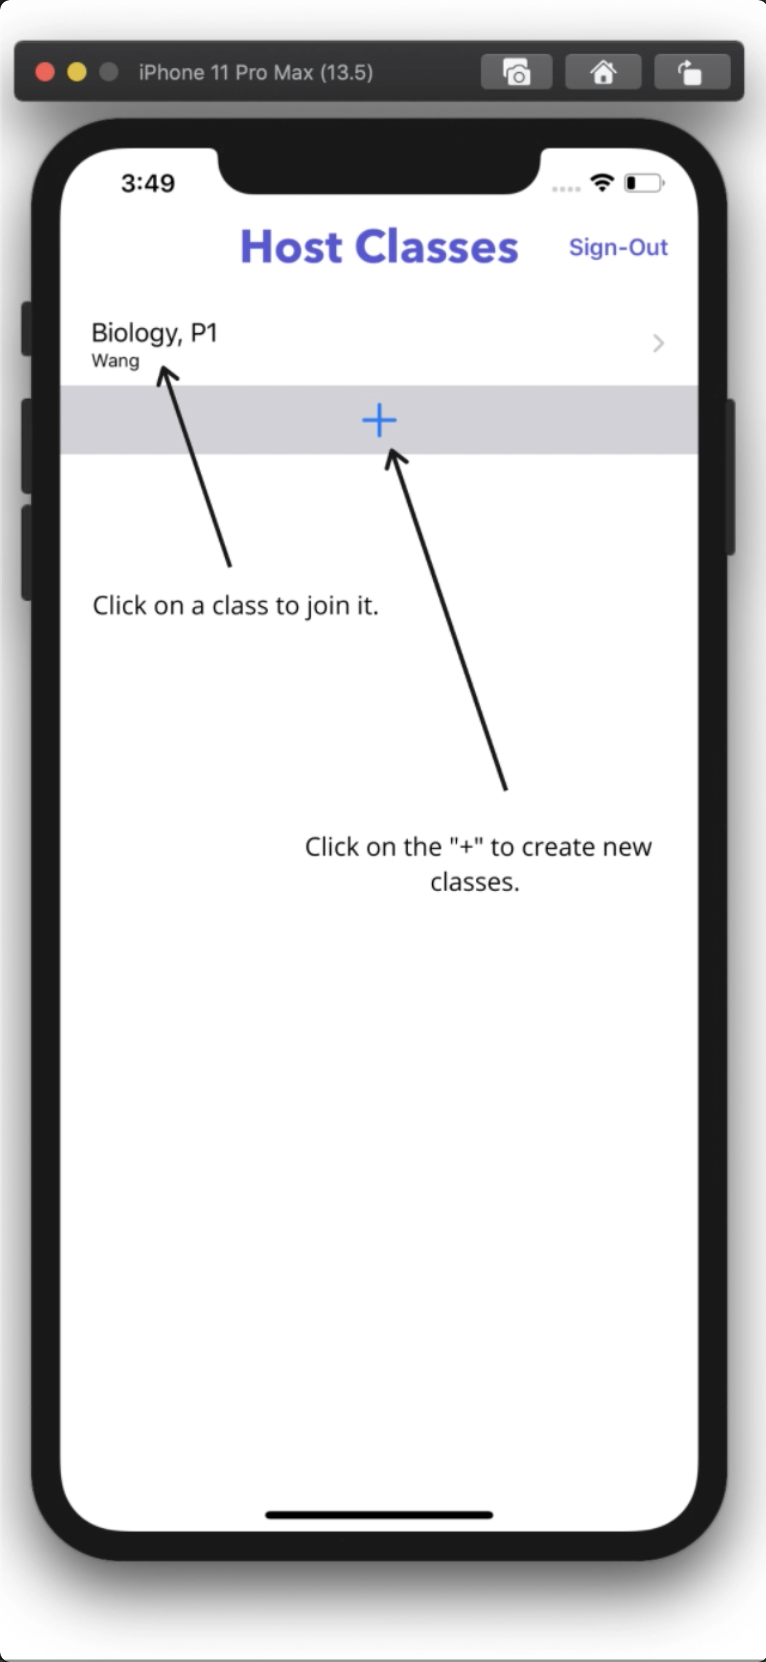 iPhone 11 Pro Max (13.5)
3:49
Host Classes
Sign-Out
Biology, P1
Wang
+
Click on a class to join it.
Click on the "+" to create new
classes.